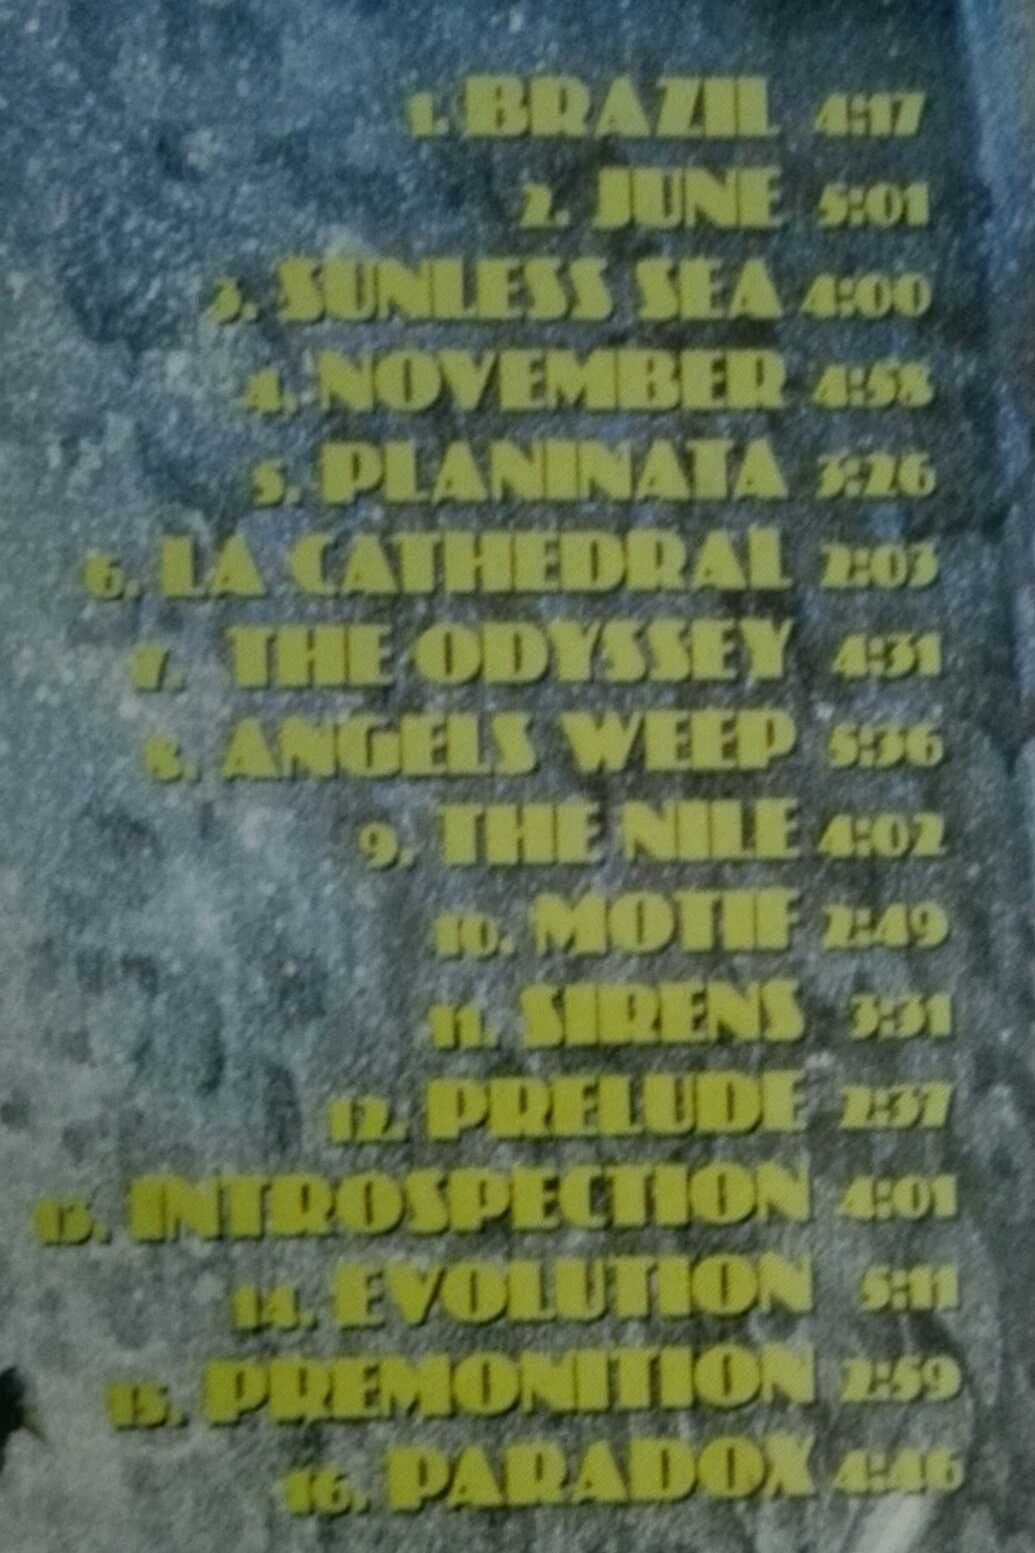 1. BRAZIL 4:17
2. JUNE 5:01
3. SUNLESS SEA 4:00
4. NOVEMBER 4:58
5. PLANINATA 3:26
6. LA CATHEDRAL 2:03
7. THE ODYSSEY 4:31
8. ANGELS WEEP 5:36
9. THE NILE 4:02
10. MOTIF 2:49
11. SIRENS 3:31
12. PRELUDE 2:37
13. INTROSPECTION 4:01
14. EVOLUTION 5:11
15. PREMONITION 2:59
16. PARADOX 4:46